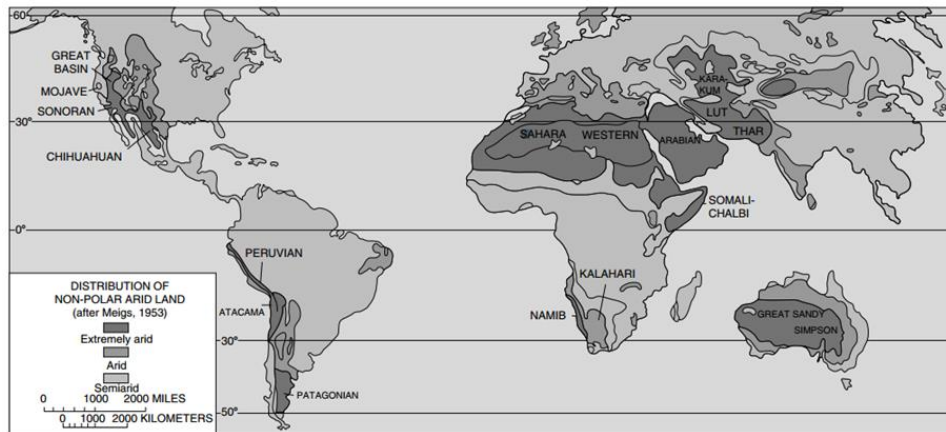 60°
GREAT
BASIN
MOJAVE
SONORAN
30°
CHIHUAHUAN
KARA-
KUM
LUT
SAHARA
WESTERN
ARABIAN
THAR
SOMALI-
CHALBI
0°
PERUVIAN
KALAHARI
ATACAMA
NAMIB
GREAT SANDY
SIMPSON
-30°
-30°
PATAGONIAN
-50°
-50°
DISTRIBUTION OF
NON-POLAR ARID LAND
(after Meigs, 1953)
Extremely arid
Arid
Semiarid
0 1000 2000 MILES
0 1000 2000 KILOMETERS